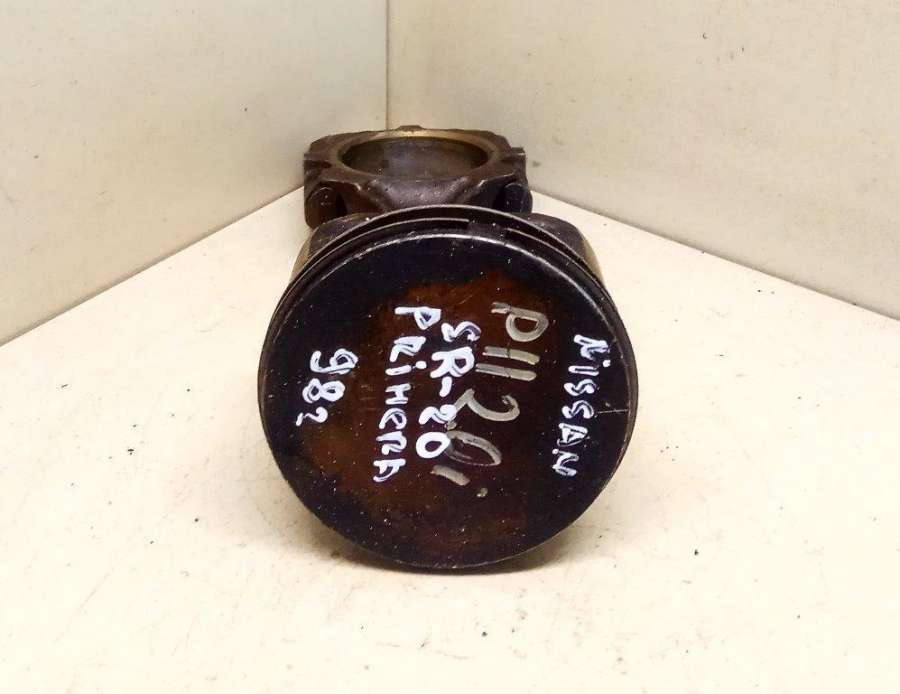 NISSAN
P11 2.0i
SR-20
PRIMERA
98г